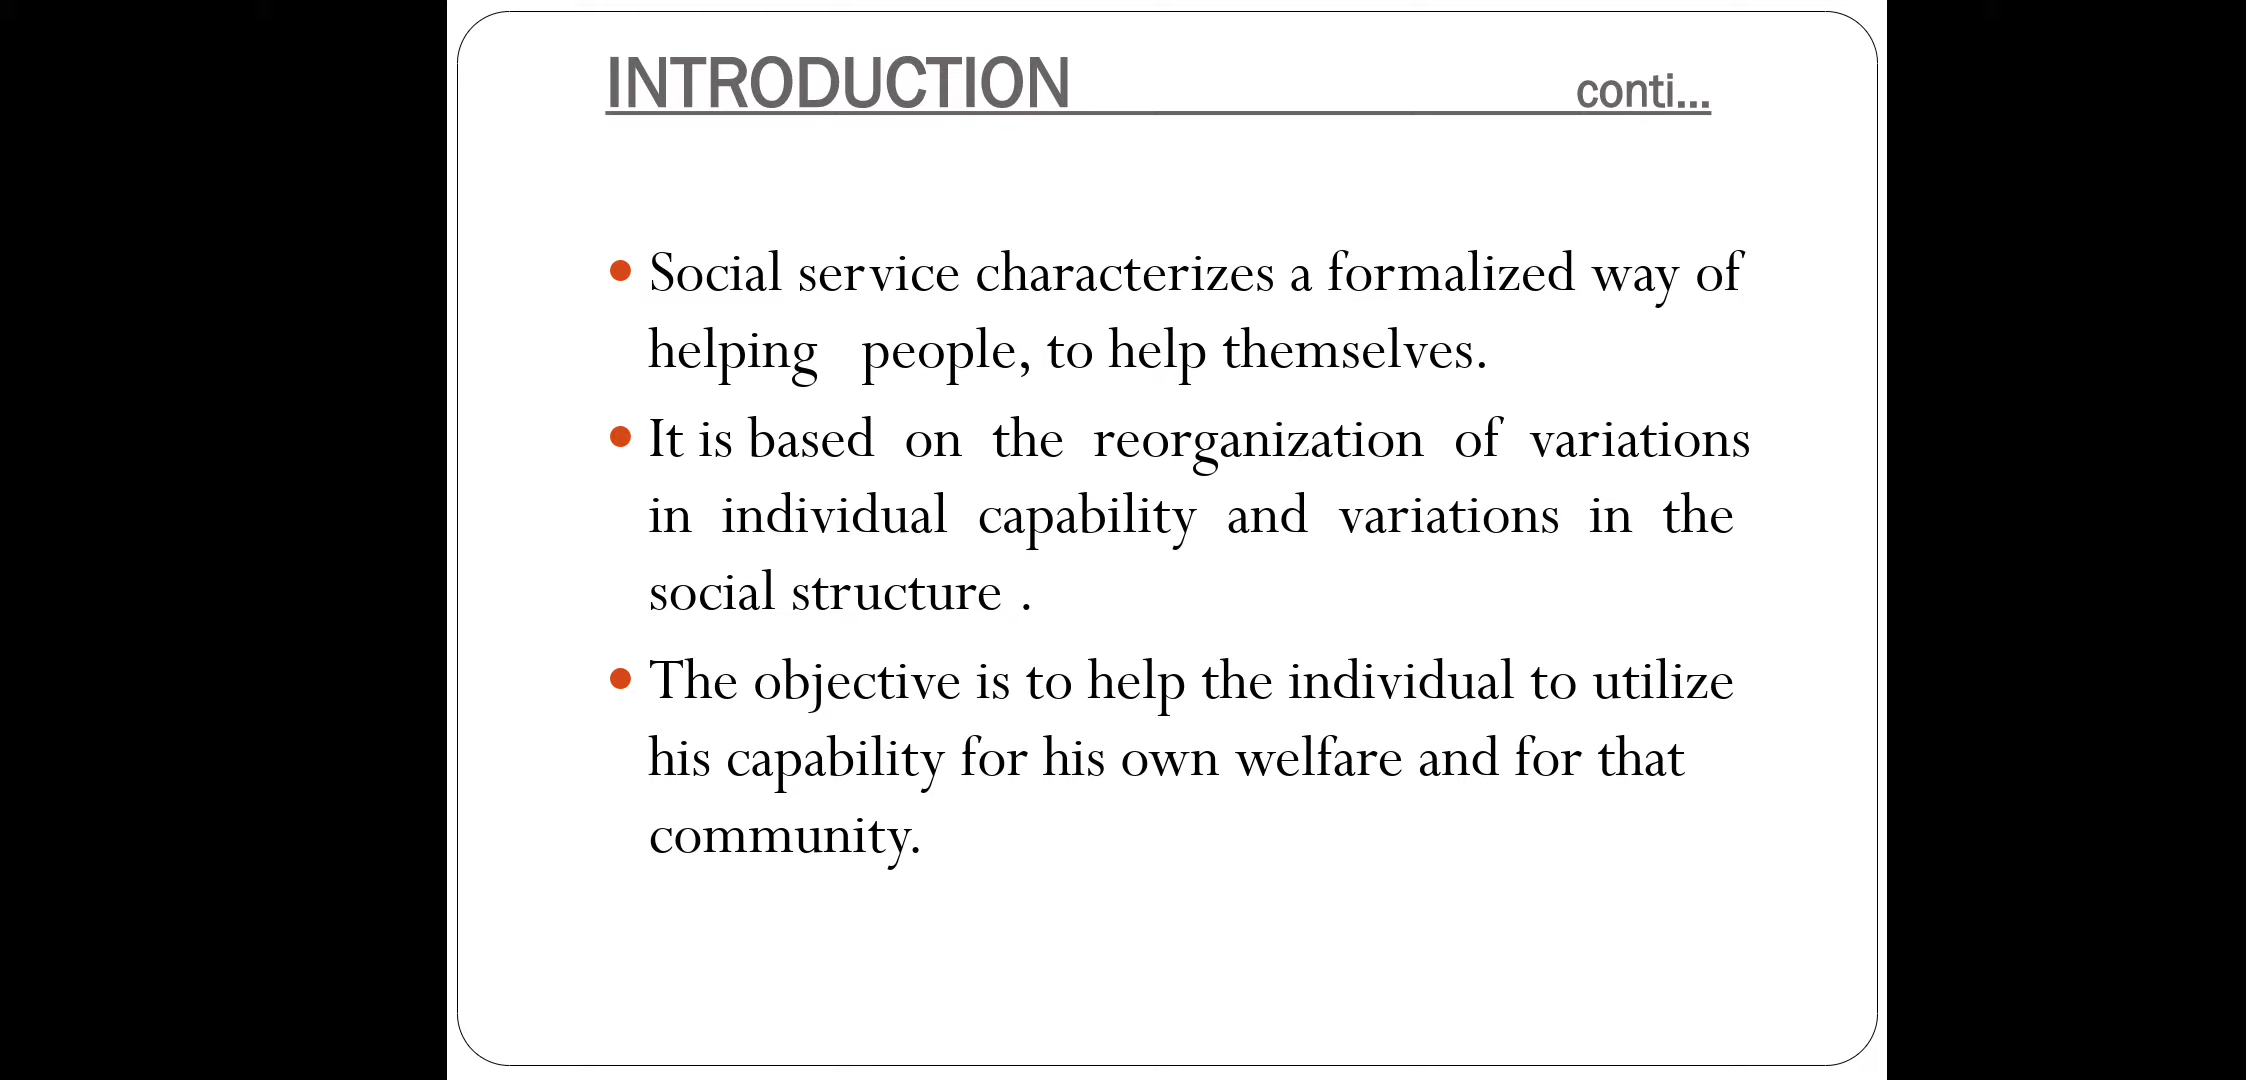 INTRODUCTION conti...
• Social service characterizes a formalized way of
helping people, to help themselves.
• It is based on the reorganization of variations
in individual capability and variations in the
social structure .
• The objective is to help the individual to utilize
his capability for his own welfare and for that
community.